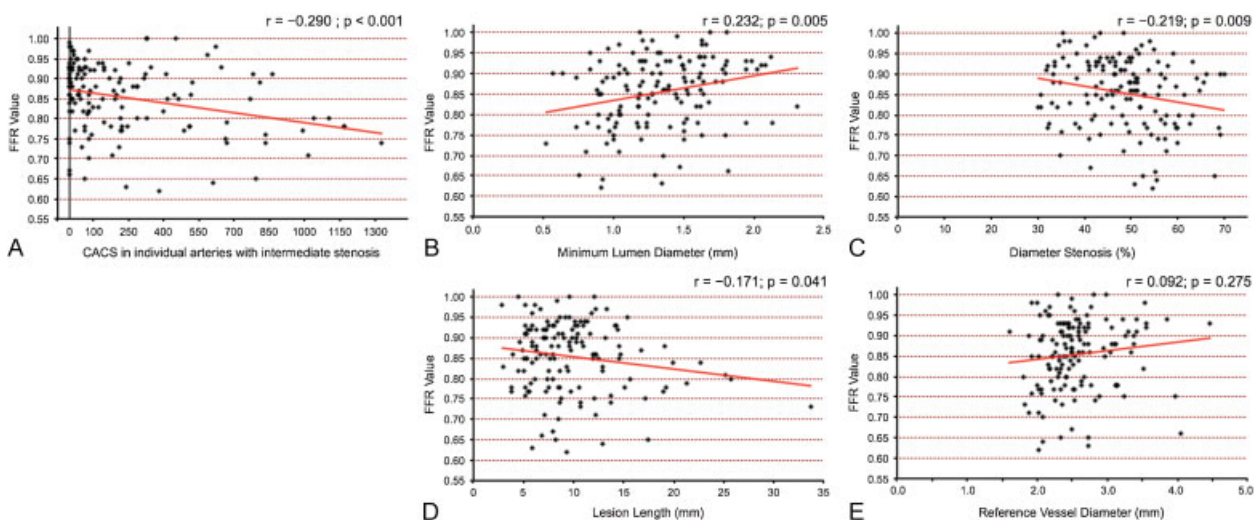 r = −0.290 ; p < 0.001
1.00
0.95
0.90
0.85
0.80
0.75
0.70
0.65
0.60
0.55
FFR Value
0 100 250 400 550 700 850 1000 1150 1300
A
CACS in individual arteries with intermediate stenosis
r = 0.232; p = 0.005
1.00
0.95
0.90
0.85
0.80
0.75
0.70
0.65
0.60
0.55
FFR Value
0.0 0.5 1.0 1.5 2.0 2.5
B
Minimum Lumen Diameter (mm)
r = −0.219; p = 0.009
1.00
0.95
0.90
0.85
0.80
0.75
0.71
0.65
0.60
0.55
FFR Value
0 10 20 30 40 50 60 70
C
Diameter Stenosis (%)
r = −0.171; p = 0.041
1.00
0.95
0.90
0.85
0.80
0.75
0.70
0.65
0.60
0.55
FFR Value
0 5 10 15 20 25 30 35
D
Lesion Length (mm)
r = 0.092; p = 0.275
1.00
0.95
0.90
0.85
0.80
0.75
0.70
0.65
0.60
0.55
FFR Value
0.0 1.0 2.0 3.0 4.0 5.0
E
Reference Vessel Diameter (mm)